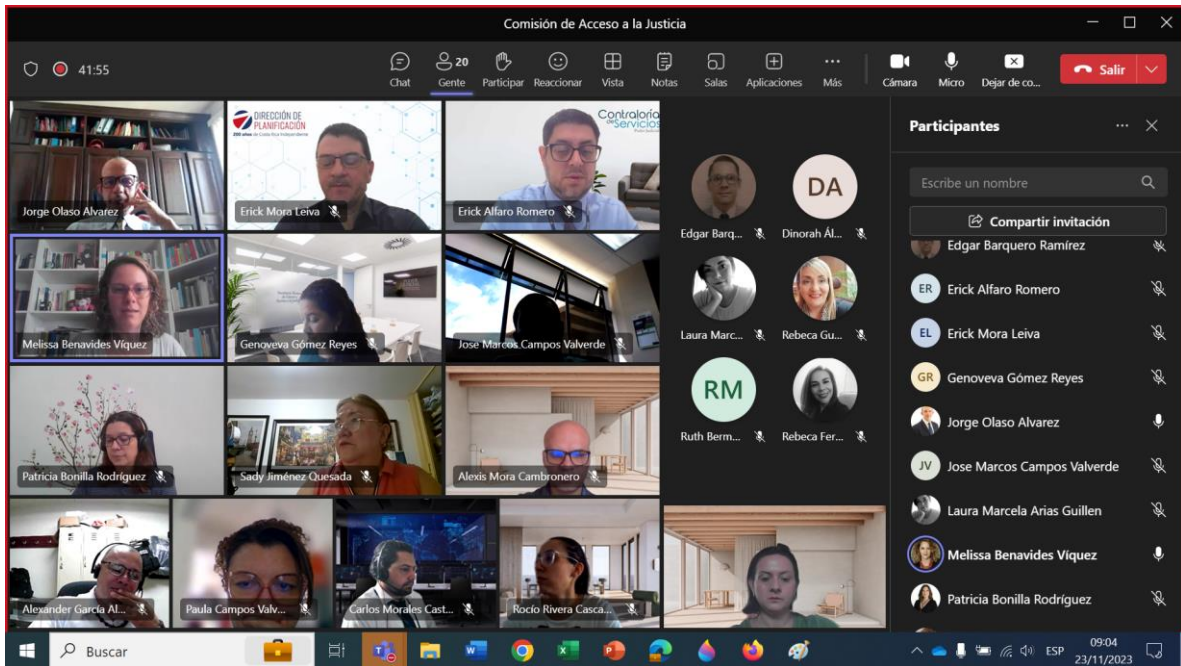 Comisión de Acceso a la Justicia
41:55
Chat
20
Gente
Participar
Reaccionar
Vista
Notas
Salas
Aplicaciones
Más
Cámara
Micro
Dejar de co...
Salir
DIRECCIÓN DE
PLANIFICACIÓN
Contraloría
de Servicios
Jorge Olaso Alvarez
Erick Mora Leiva
Erick Alfaro Romero
Melissa Benavides Víquez
Genoveva Gómez Reyes
Jose Marcos Campos Valverde
Patricia Bonilla Rodríguez
Sady Jiménez Quesada
Alexis Mora Cambronero
Alexander García Al...
Paula Campos Valv...
Carlos Morales Cast...
Rocío Rivera Casca...
DA
Edgar Barq...
Dinorah Ál...
Laura Marc...
Rebeca Gu...
RM
Ruth Berm...
Rebeca Fer...
Participantes
Escribe un nombre
Compartir invitación
Edgar Barquero Ramírez
ER Erick Alfaro Romero
EL Erick Mora Leiva
GR Genoveva Gómez Reyes
Jorge Olaso Alvarez
JV Jose Marcos Campos Valverde
Laura Marcela Arias Guillen
Melissa Benavides Víquez
Patricia Bonilla Rodríguez
Buscar
ESP
09:04
23/11/2023